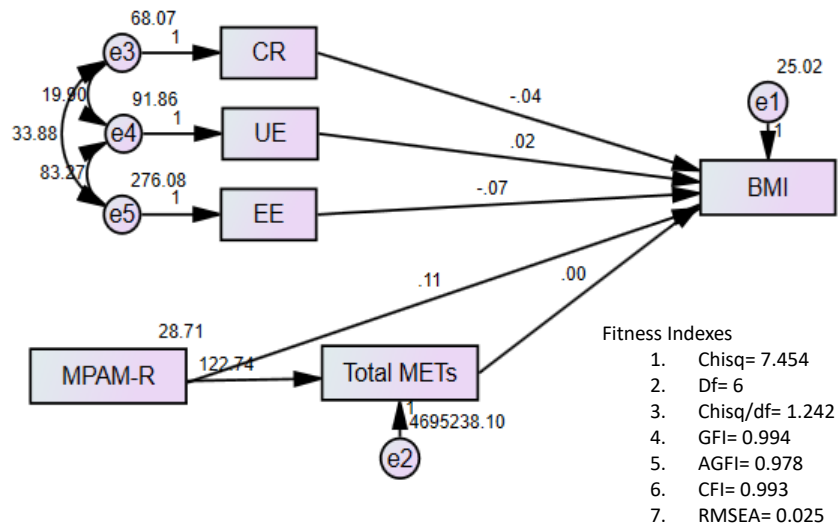 68.07
1
e3
CR
19.90
91.86
1
-.04
25.02
e1
1
33.88
e4
UE
.02
83.27
276.08
1
BMI
e5
EE
-.07
.11
.00
28.71
122.74
MPAM-R
Total METs
1
4695238.10
e2
Fitness Indexes
1. Chisq= 7.454
2. Df= 6
3. Chisq/df= 1.242
4. GFI= 0.994
5. AGFI= 0.978
6. CFI= 0.993
7. RMSEA= 0.025